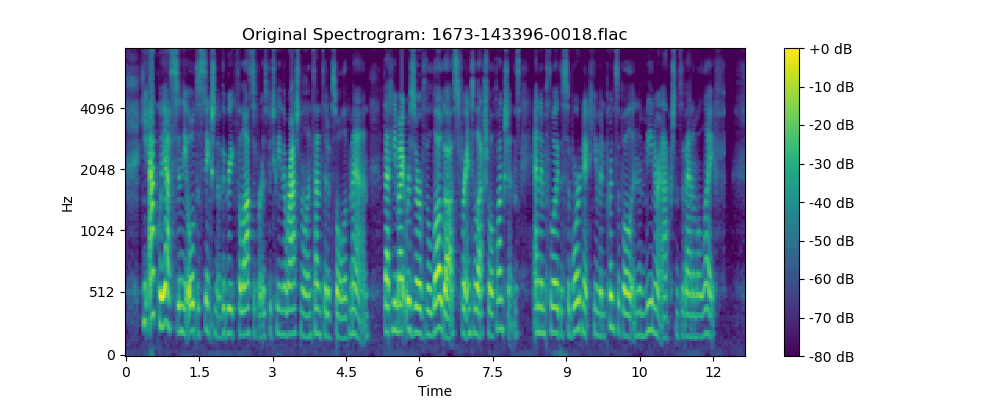 Original Spectrogram: 1673-143396-0018.flac
Hz
4096
2048
1024
512
0
0 1.5 3 4.5 6 7.5 9 10 12
Time
+0 dB
-10 dB
-20 dB
-30 dB
-40 dB
-50 dB
-60 dB
-70 dB
-80 dB